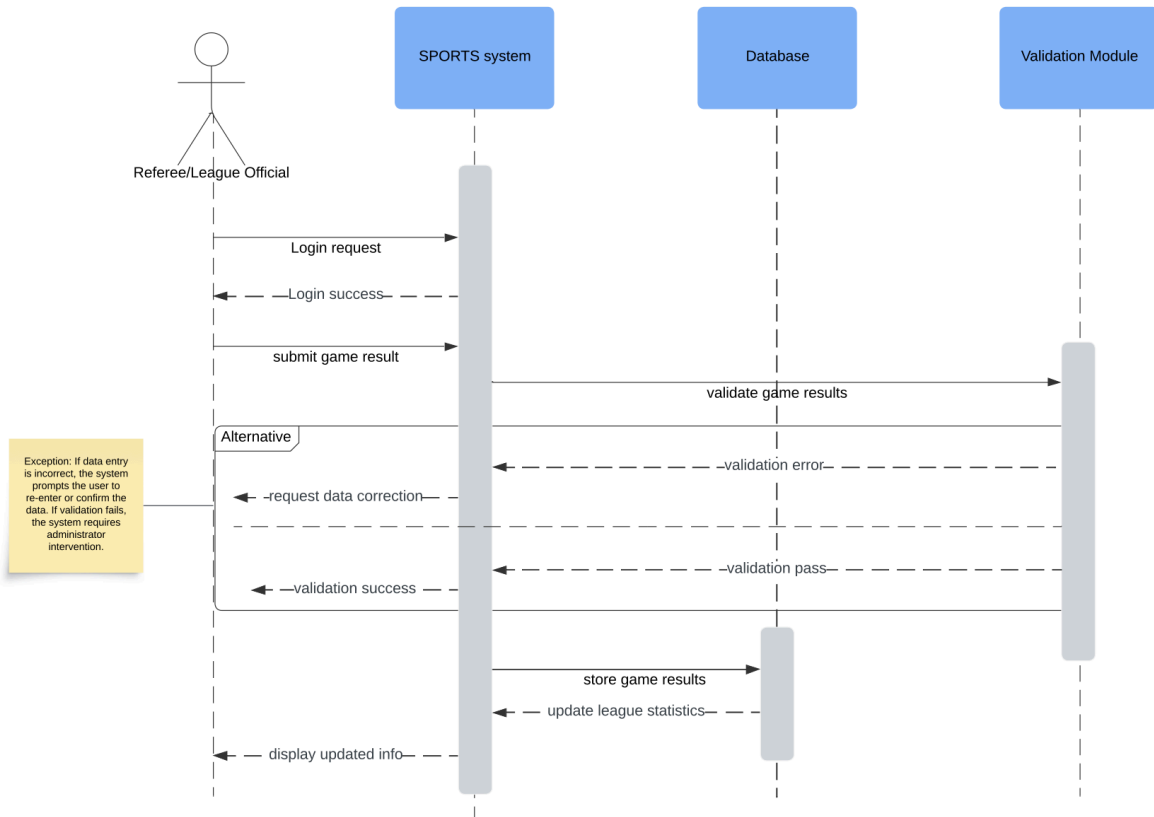 SPORTS system
Database
Validation Module
Referee/League Official
Login request
Login success
submit game result
validate game results
Alternative
validation error
Exception: If data entry
is incorrect, the system
prompts the user to
re-enter or confirm the
data. If validation fails,
the system requires
administrator
intervention.
request data correction
validation pass
validation success
store game results
update league statistics
display updated info